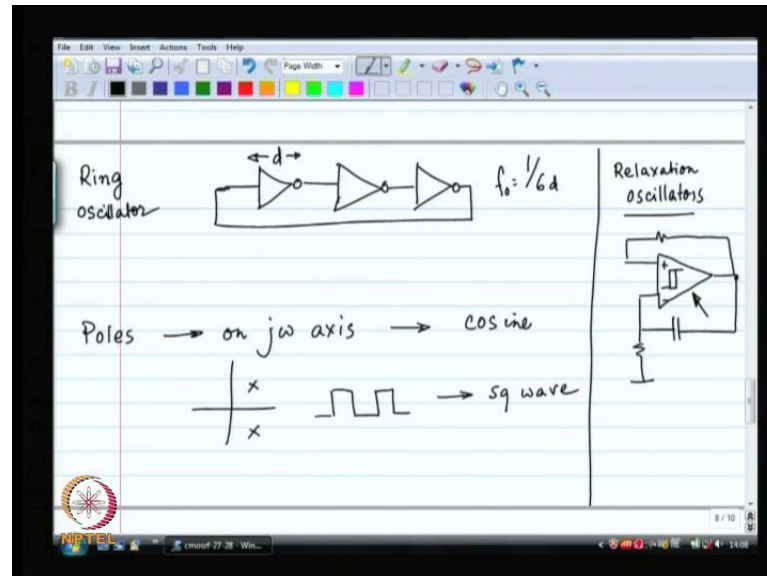 File Edit View Insert Actions Tools Help
Page Width
B I
Ring
oscillator
d
f₀ = 1/6d
Poles → on jω axis → cosine
x
x
→ sq wave
Relaxation
oscillators
+
-
8 / 10
NPTEL
cmosrf-27-28 - Win...
14:08